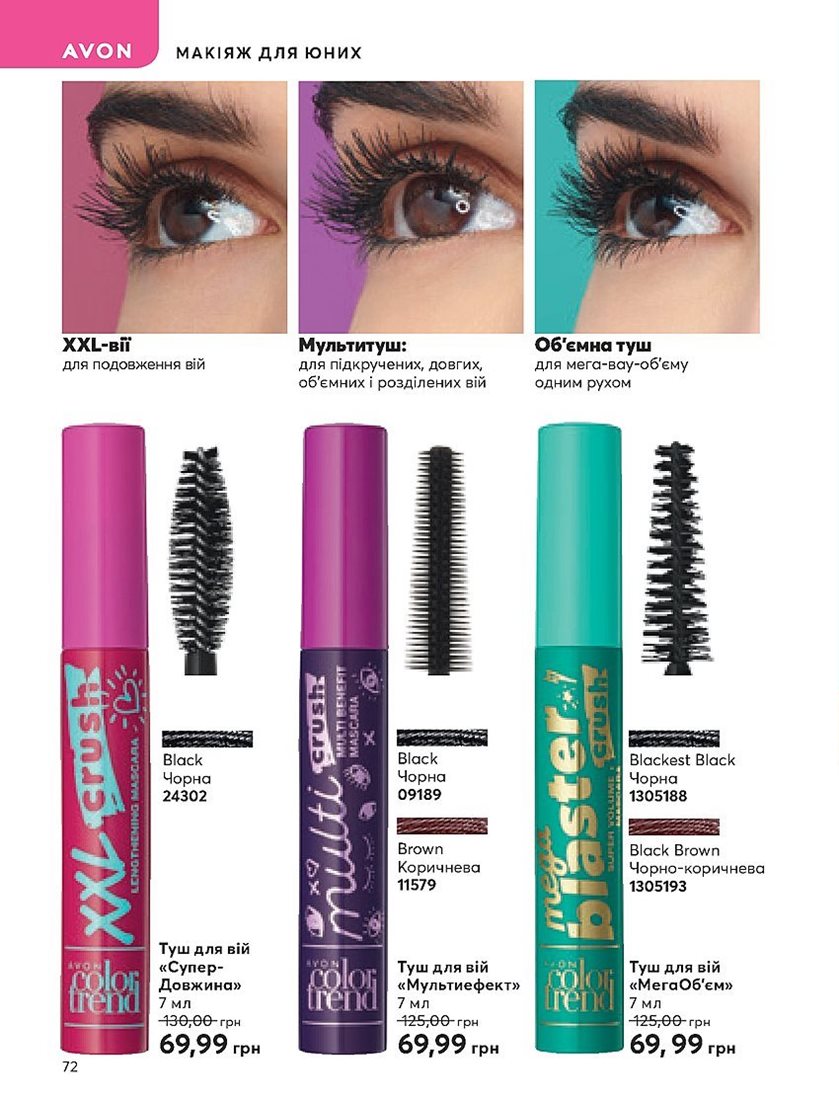 AVON
МАКІЯЖ ДЛЯ ЮНИХ
XXL-вії
для подовження вій
Мультитуш:
для підкручених, довгих,
об'ємних і розділених вій
Об'ємна туш
для мега-вау-об'єму
одним рухом
XXL crush
LENGTHENING MASCARA
AVON
color
trend
Black
Чорна
24302
Туш для вій
«Супер-
Довжина»
7 мл
130,00 грн
69,99 грн
multi crush
MULTI BENEFIT
MASCARA
AVON
color
trend
Black
Чорна
09189
Brown
Коричнева
11579
Туш для вій
«Мультиефект»
7 мл
125,00 грн
69,99 грн
mega
blaster
crush
SUPER VOLUME
MASCARA
AVON
color
trend
Blackest Black
Чорна
1305188
Black Brown
Чорно-коричнева
1305193
Туш для вій
«МегаОб'єм»
7 мл
125,00 грн
69, 99 грн
72